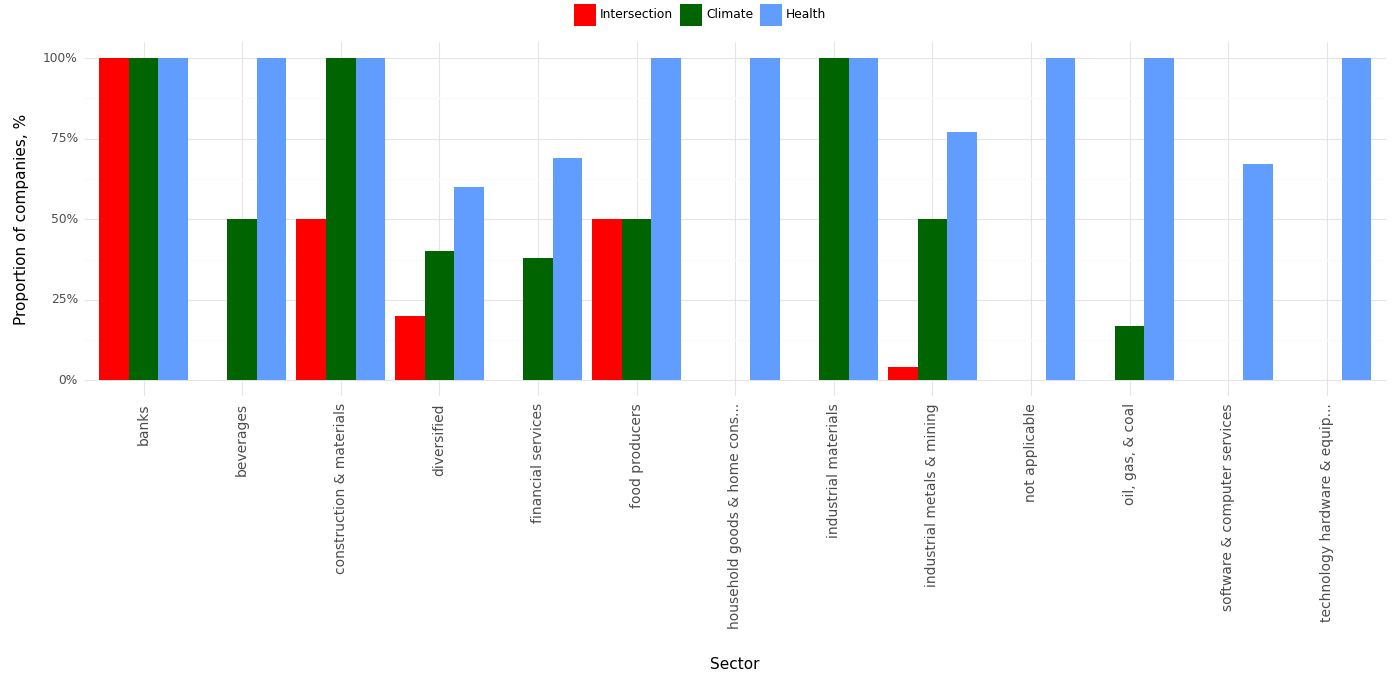 Intersection Climate Health
Proportion of companies, %
100%
75%
50%
25%
0%
banks
beverages
construction & materials
diversified
financial services
food producers
household goods & home cons...
industrial materials
industrial metals & mining
not applicable
oil, gas, & coal
software & computer services
technology hardware & equip...
Sector